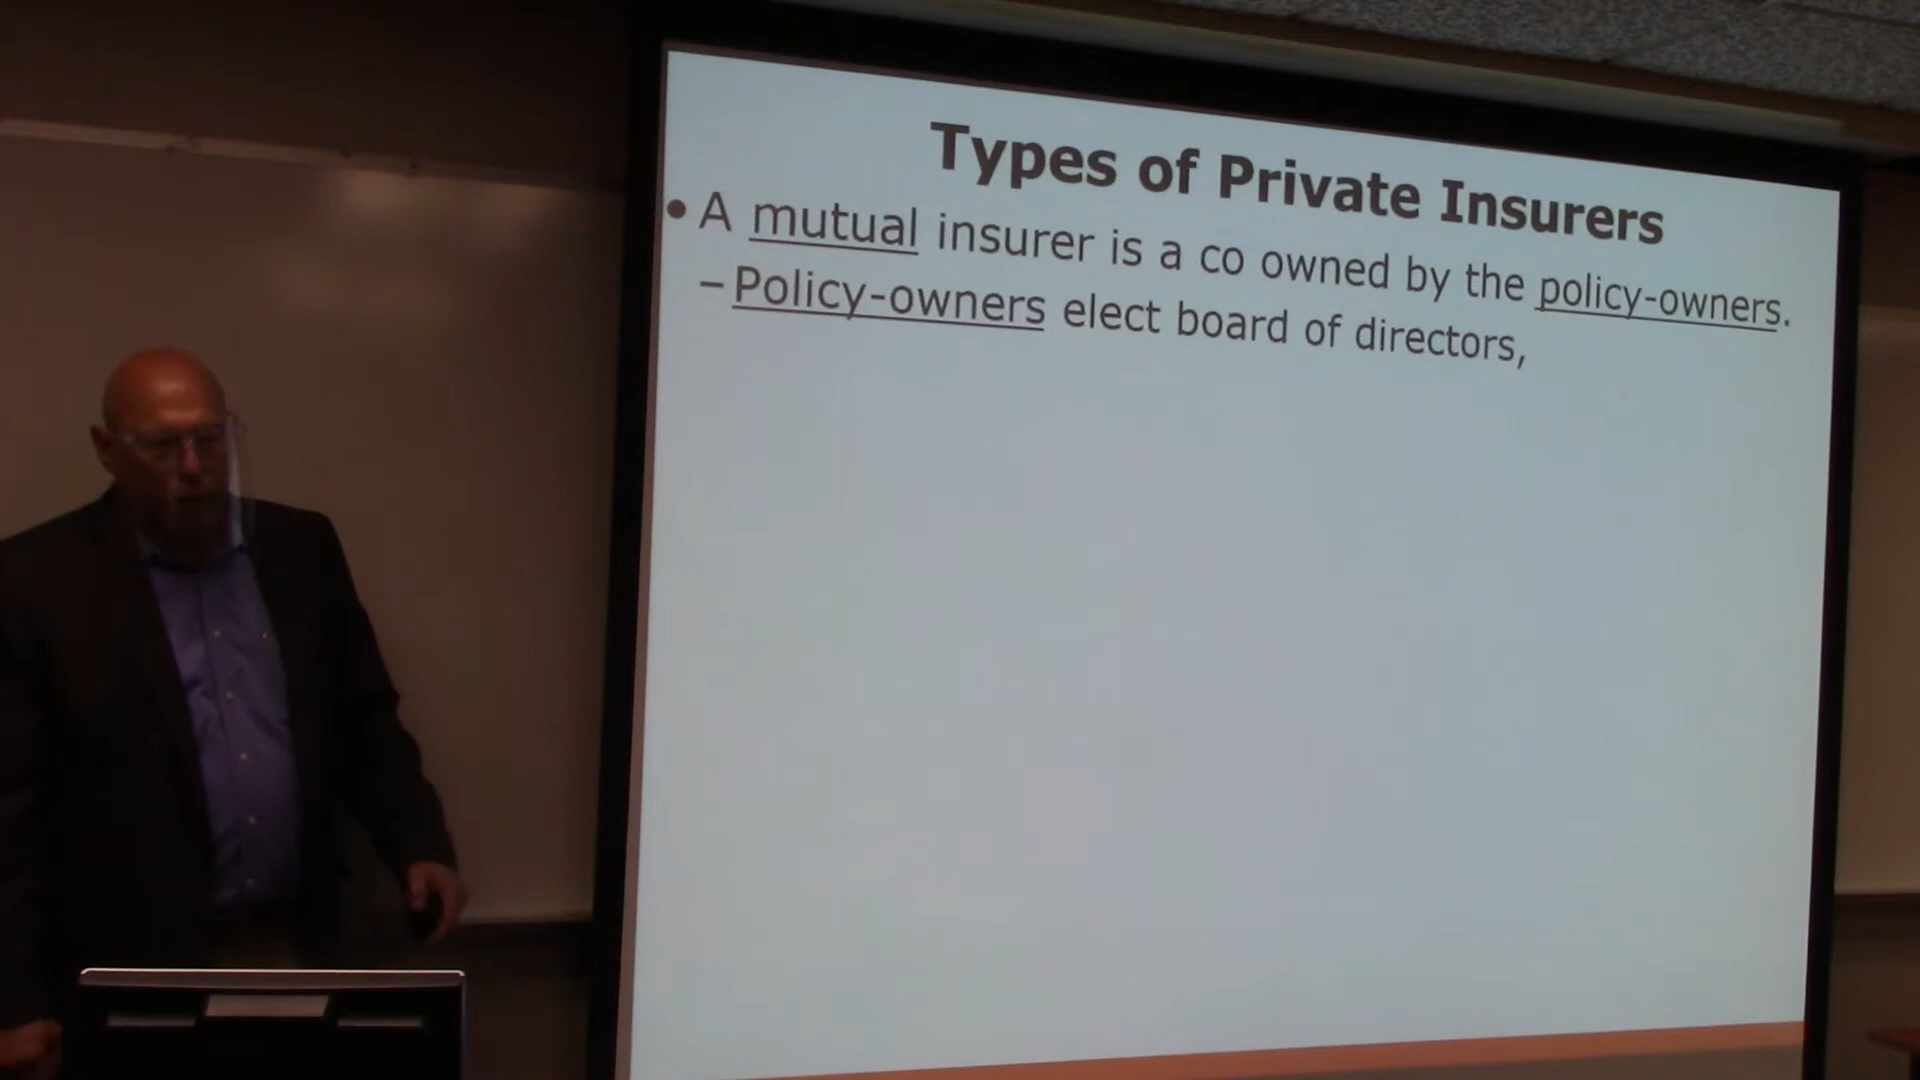 Types of Private Insurers
• A mutual insurer is a co owned by the policy-owners.
– Policy-owners elect board of directors,